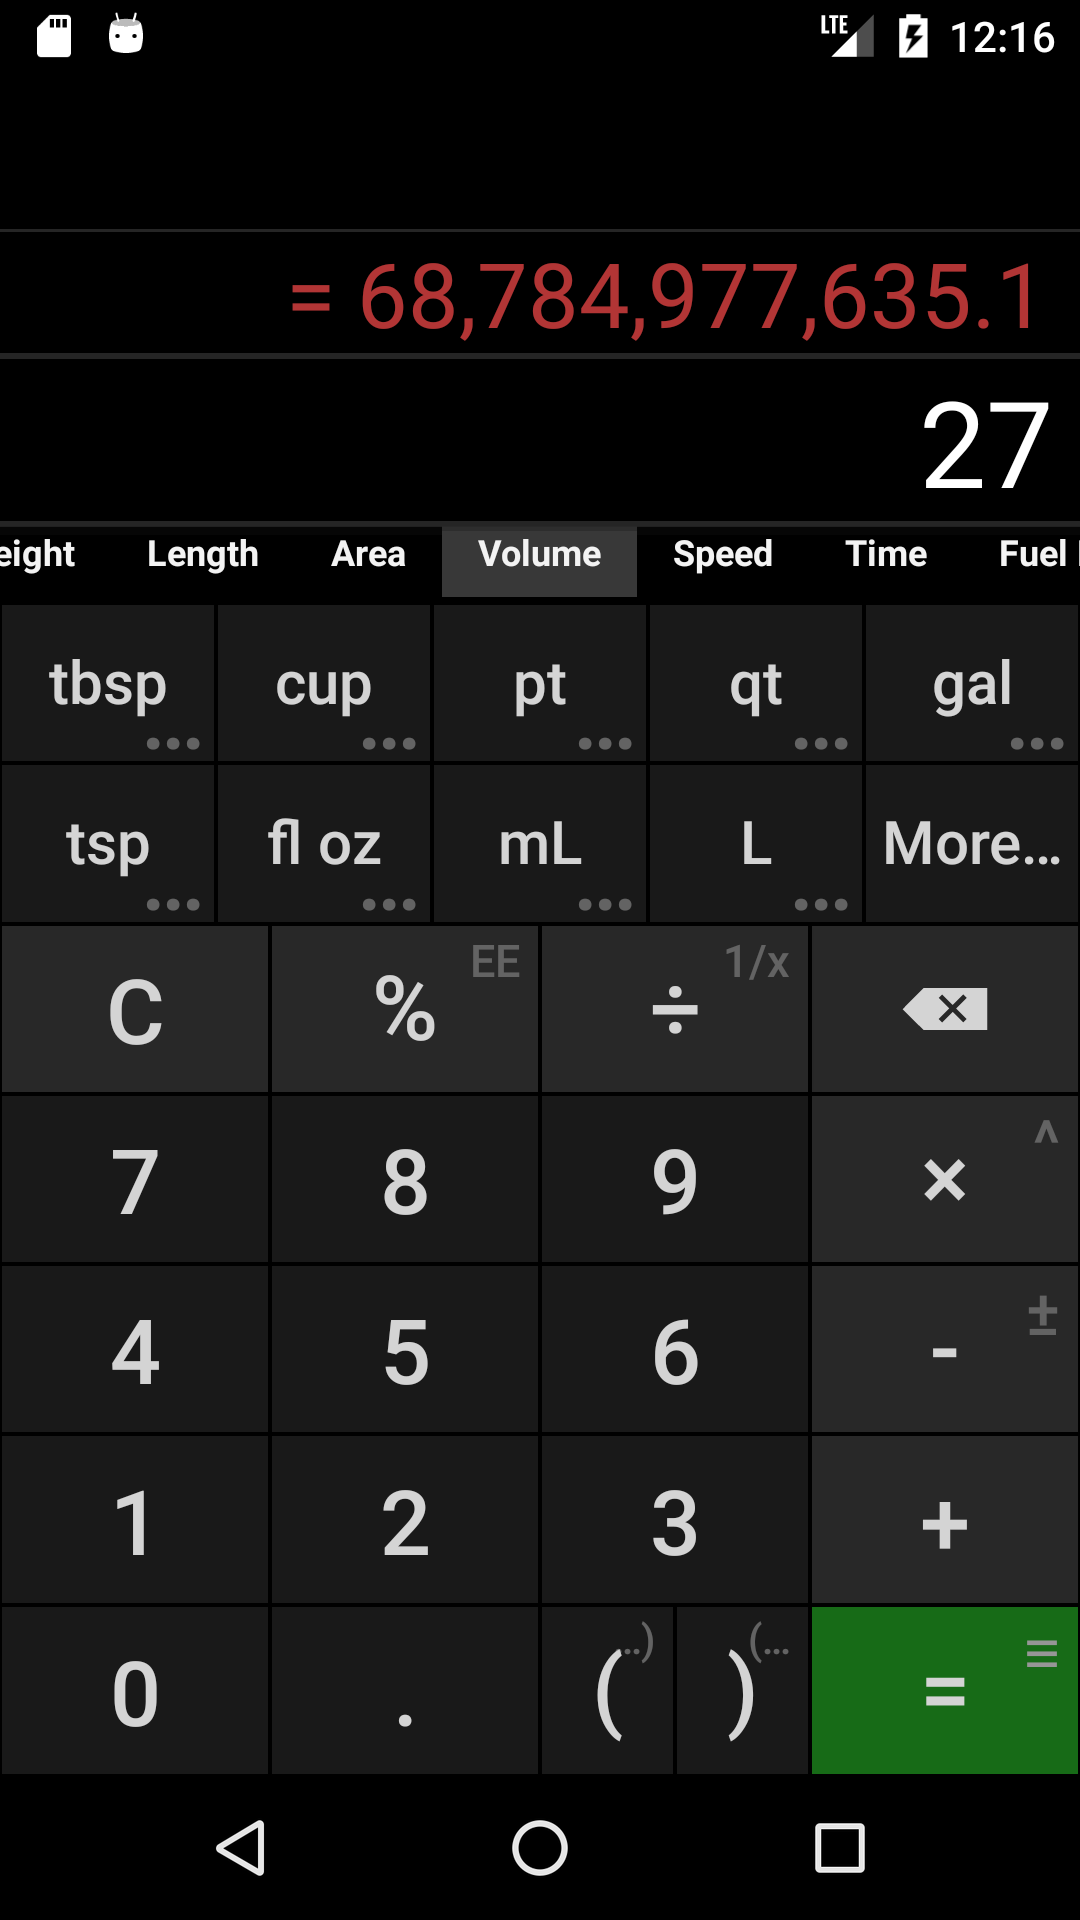 LTE 12:16
= 68,784,977,635.1
27
eight Length Area Volume Speed Time Fuel
tbsp cup pt qt gal
tsp fl oz mL L More...
C % EE ÷ 1/x
7 8 9 × ^
4 5 6 - ±
1 2 3 +
0 . ( ..) ) (... =